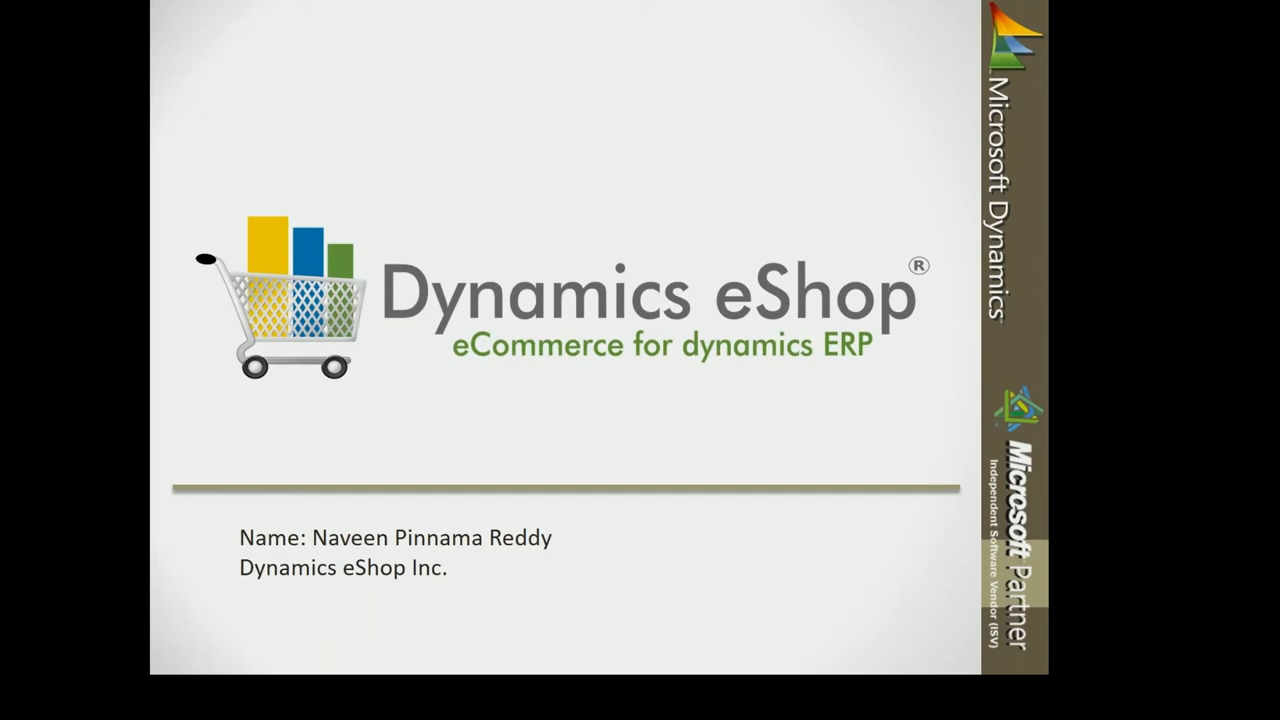 Dynamics eShop®
eCommerce for dynamics ERP
Name: Naveen Pinnama Reddy
Dynamics eShop Inc.
Microsoft Dynamics
Microsoft Partner
Independent Software Vendor (ISV)